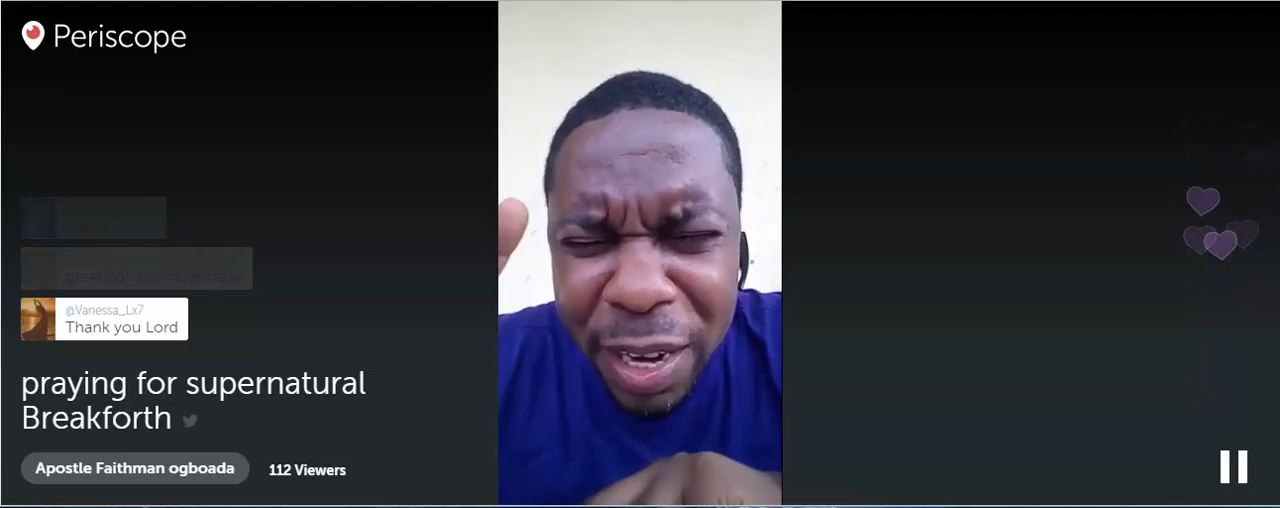 Periscope
@Vanessa_Lx7
Thank you Lord
praying for supernatural
Breakforth
Apostle Faithman ogboada
112 Viewers